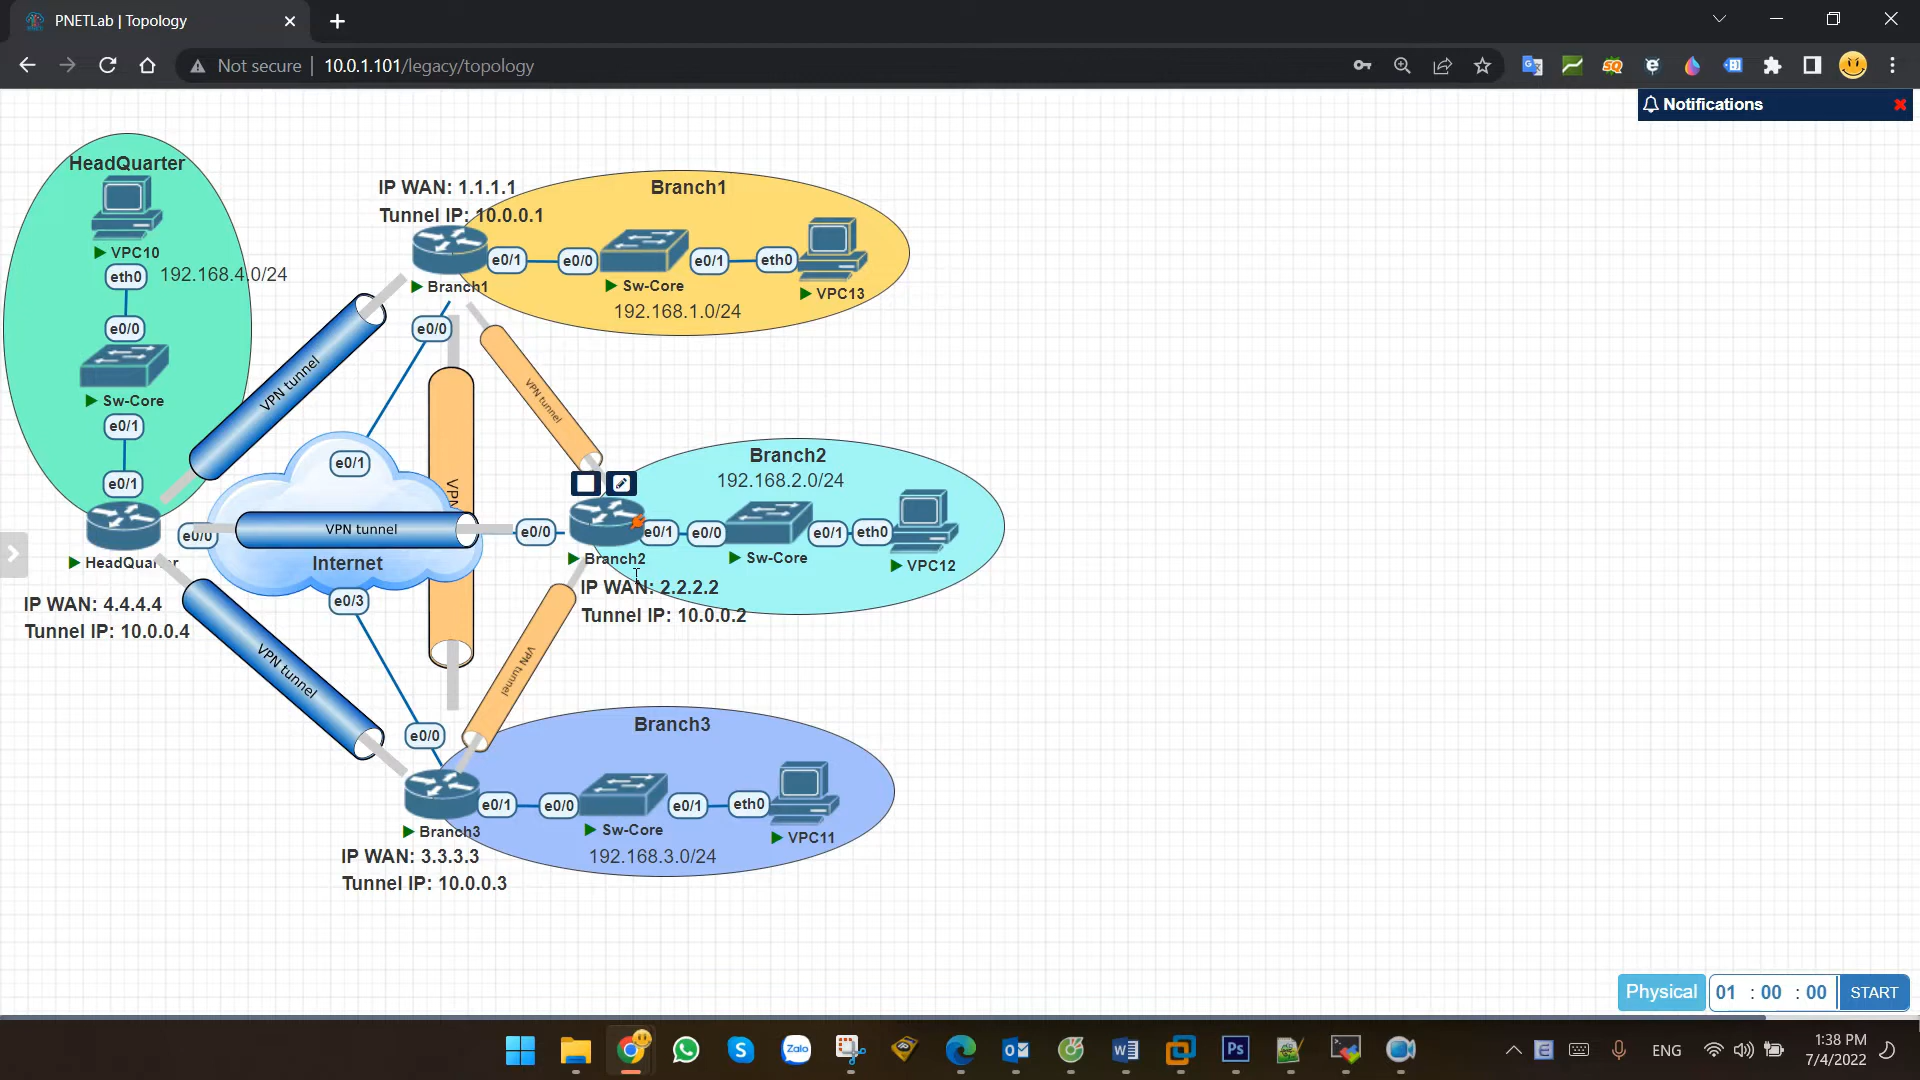 PNETLab | Topology
Not secure
10.0.1.101/legacy/topology
Notifications
HeadQuarter
VPC10
eth0
192.168.4.0/24
e0/0
Sw-Core
e0/1
e0/1
HeadQuarter
e0/0
IP WAN: 4.4.4.4
Tunnel IP: 10.0.0.4
IP WAN: 1.1.1.1
Tunnel IP: 10.0.0.1
Branch1
Branch1
e0/1
e0/0
Sw-Core
e0/1
eth0
VPC13
192.168.1.0/24
e0/0
VPN tunnel
VPN tunnel
VPN
e0/1
VPN tunnel
Internet
e0/3
e0/0
Branch2
192.168.2.0/24
Branch2
e0/1
e0/0
Sw-Core
e0/1
eth0
VPC12
IP WAN: 2.2.2.2
Tunnel IP: 10.0.0.2
VPN tunnel
VPN tunnel
e0/0
Branch3
Branch3
e0/1
e0/0
Sw-Core
e0/1
eth0
VPC11
192.168.3.0/24
IP WAN: 3.3.3.3
Tunnel IP: 10.0.0.3
Physical
01 : 00 : 00
START
Zalo
Ps
ENG
1:38 PM
7/4/2022